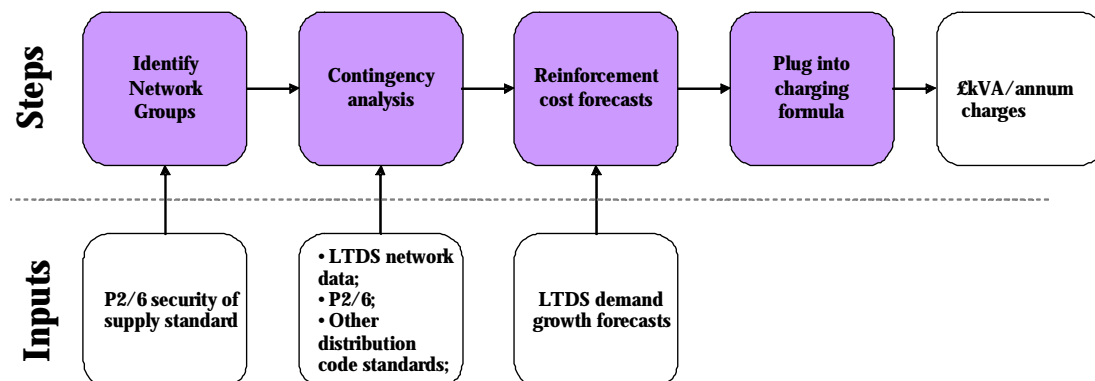 Steps
Identify
Network
Groups
Contingency
analysis
Reinforcement
cost forecasts
Plug into
charging
formula
£kVA/annum
charges
Inputs
P2/6 security of
supply standard
• LTDS network
data;
• P2/6;
• Other
distribution
code standards;
LTDS demand
growth forecasts